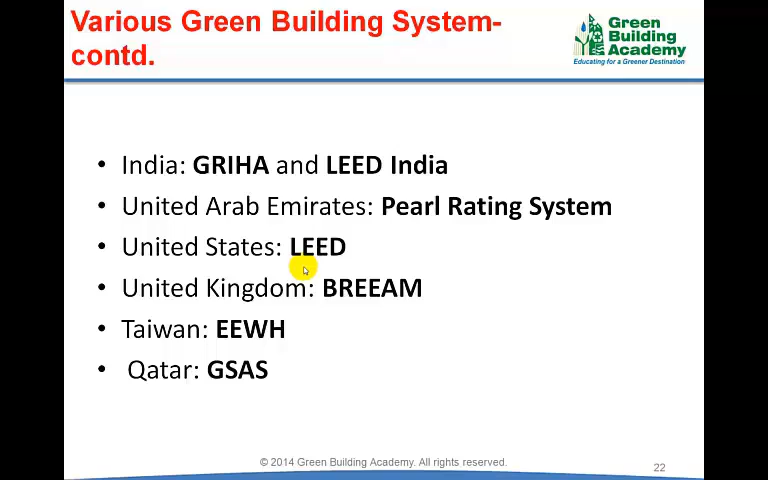 Various Green Building System-
contd.
Green
Building
Academy
Educating for a Greener Destination
• India: GRIHA and LEED India
• United Arab Emirates: Pearl Rating System
• United States: LEED
• United Kingdom: BREEAM
• Taiwan: EEWH
• Qatar: GSAS
© 2014 Green Building Academy. All rights reserved.
22